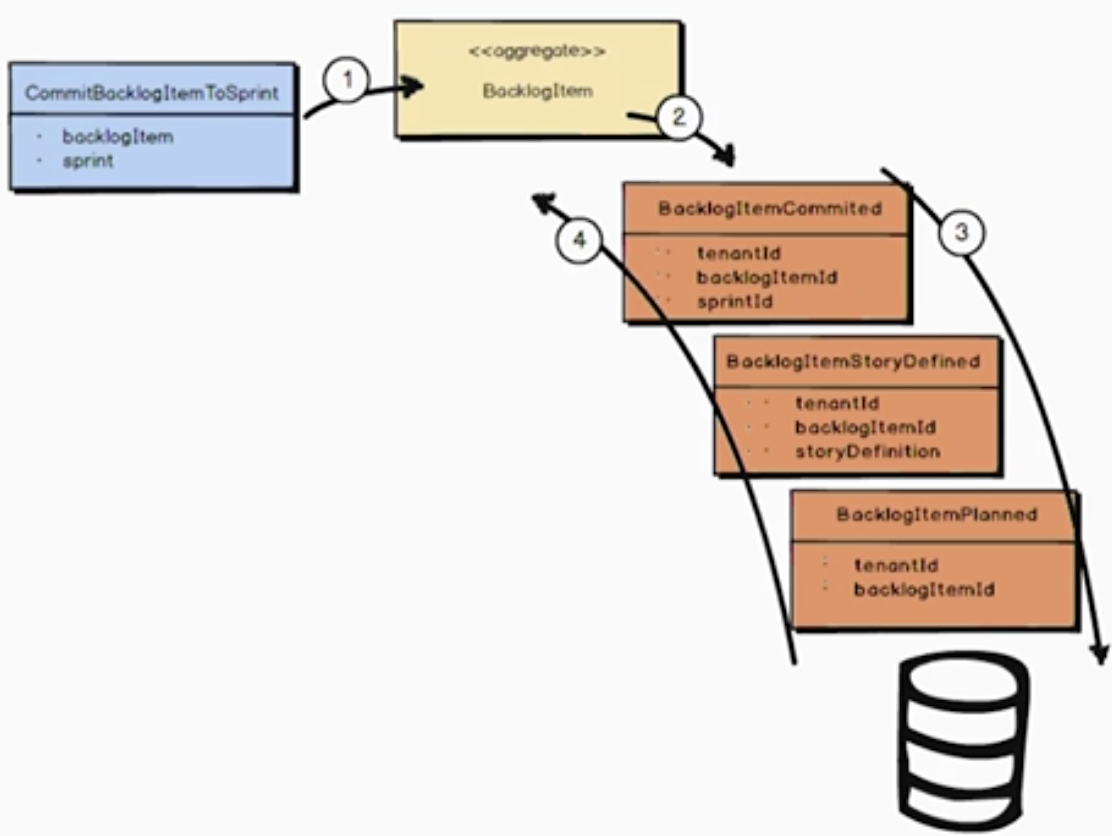 CommitBacklogItemToSprint
· backlogItem
· sprint
1
<<aggregate>>
BacklogItem
2
BacklogItemCommited
· tenantId
· backlogItemId
· sprintId
3
4
BacklogItemStoryDefined
· tenantId
· backlogItemId
· storyDefinition
BacklogItemPlanned
· tenantId
· backlogItemId